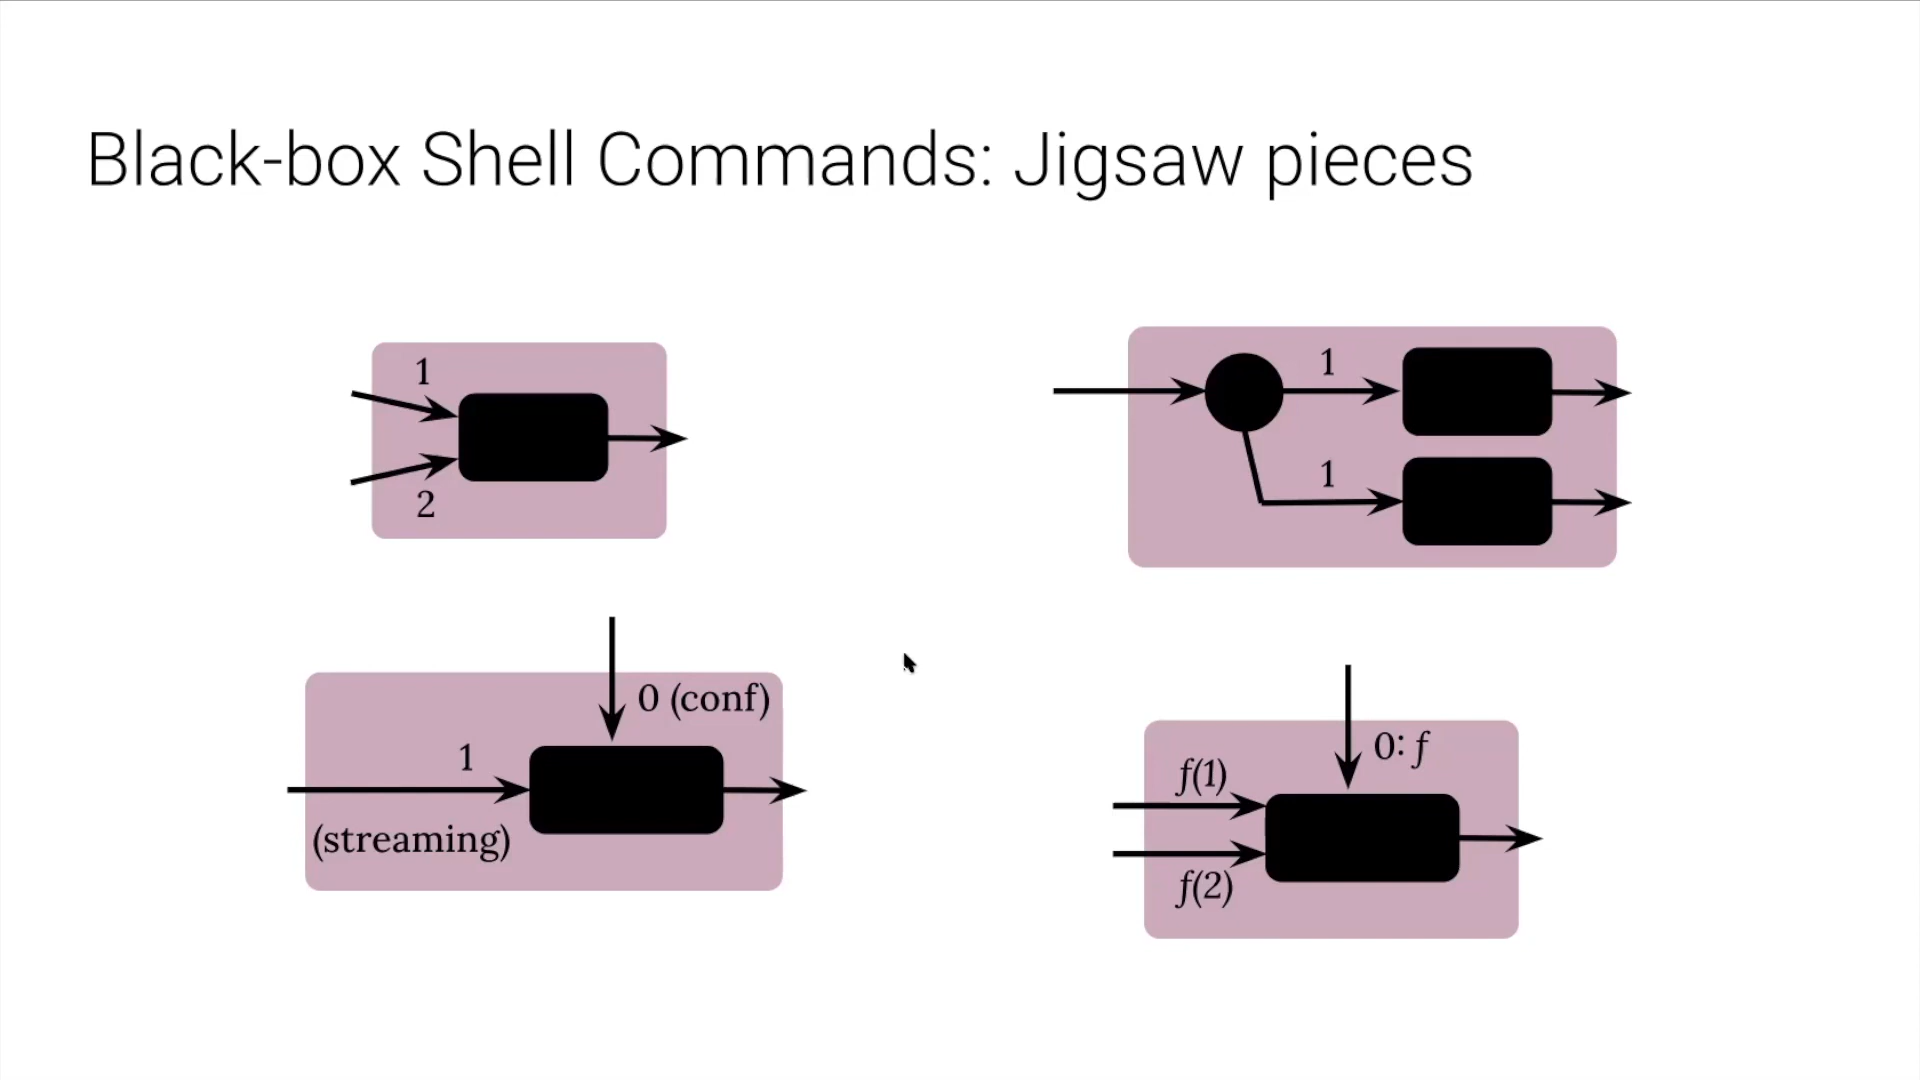 Black-box Shell Commands: Jigsaw pieces
1
2
1
1
0 (conf)
1
(streaming)
0: f
f(1)
f(2)